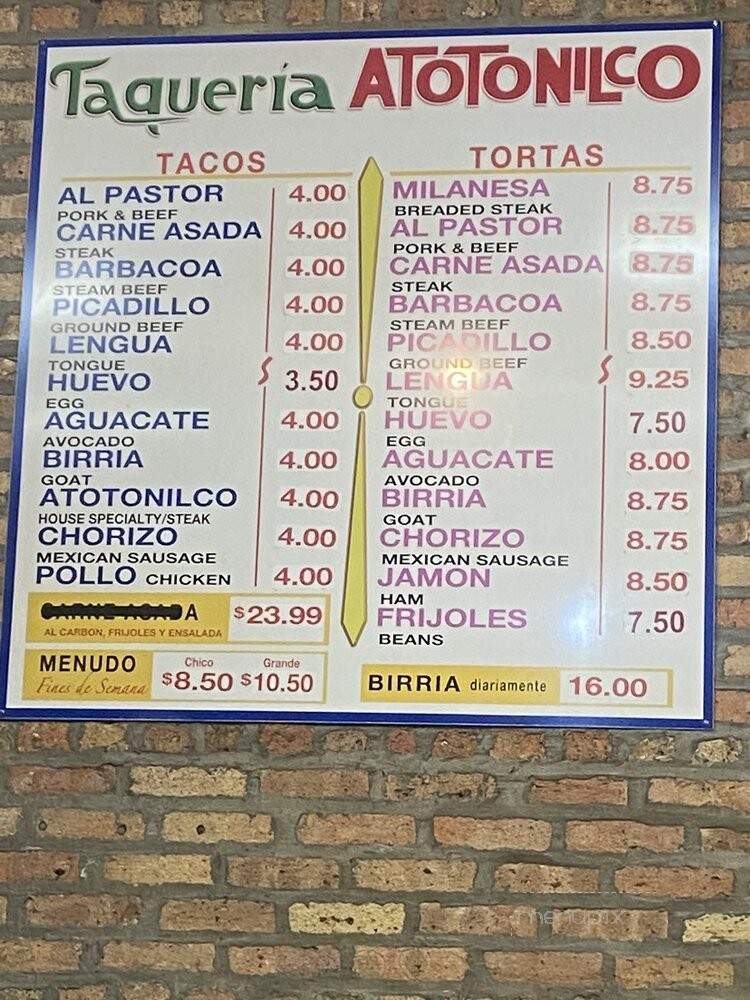 Taquería ATOTONILCO
TACOS
AL PASTOR 4.00
PORK & BEEF
CARNE ASADA 4.00
STEAK
BARBACOA 4.00
STEAM BEEF
PICADILLO 4.00
GROUND BEEF
LENGUA 4.00
TONGUE
HUEVO 3.50
EGG
AGUACATE 4.00
AVOCADO
BIRRIA 4.00
GOAT
ATOTONILCO 4.00
HOUSE SPECIALTY/STEAK
CHORIZO 4.00
MEXICAN SAUSAGE
POLLO CHICKEN 4.00
CARNE ASADA $23.99
AL CARBON, FRIJOLES Y ENSALADA
MENUDO
Fines de Semana
Chico Grande
$8.50 $10.50
TORTAS
MILANESA 8.75
BREADED STEAK
AL PASTOR 8.75
PORK & BEEF
CARNE ASADA 8.75
STEAK
BARBACOA 8.75
STEAM BEEF
PICADILLO 8.50
GROUND BEEF
LENGUA 9.25
TONGUE
HUEVO 7.50
EGG
AGUACATE 8.00
AVOCADO
BIRRIA 8.75
GOAT
CHORIZO 8.75
MEXICAN SAUSAGE
JAMON 8.50
HAM
FRIJOLES 7.50
BEANS
BIRRIA diariamente 16.00
menupix